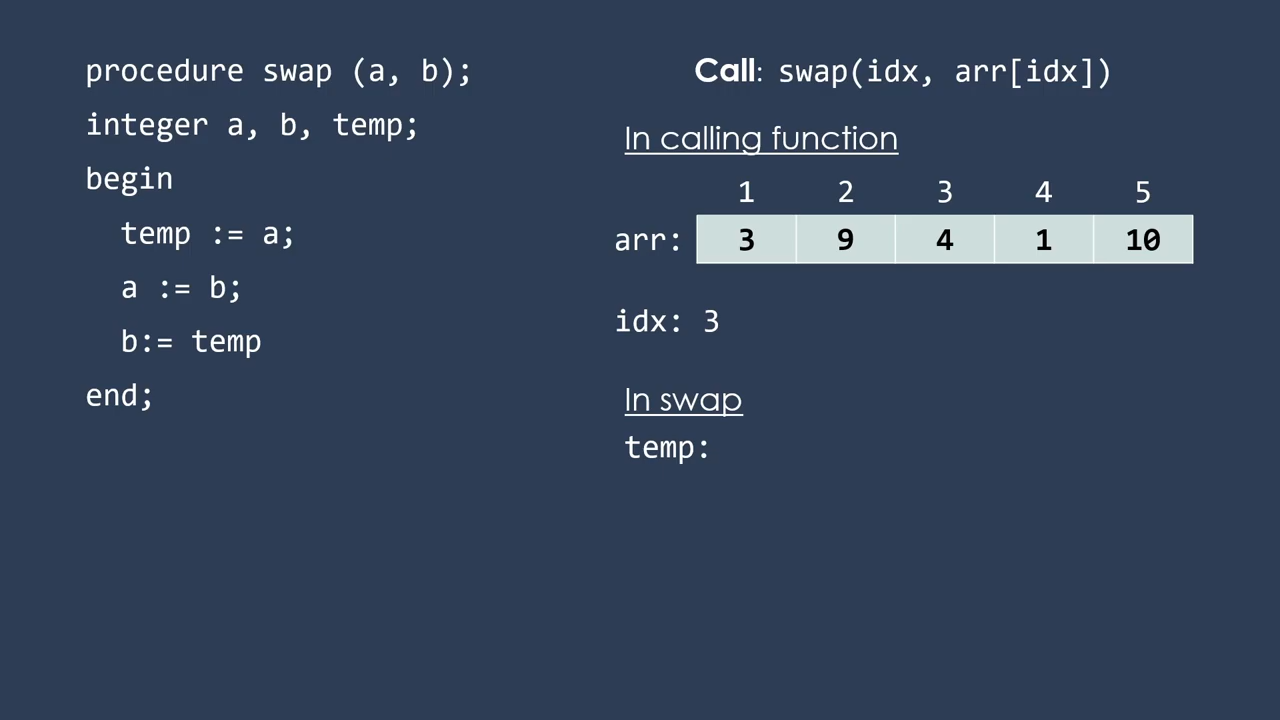 procedure swap (a, b);
integer a, b, temp;
begin
temp := a;
a := b;
b:= temp
end;
Call: swap(idx, arr[idx])
In calling function
1 2 3 4 5
arr: 3 9 4 1 10
idx: 3
In swap
temp: